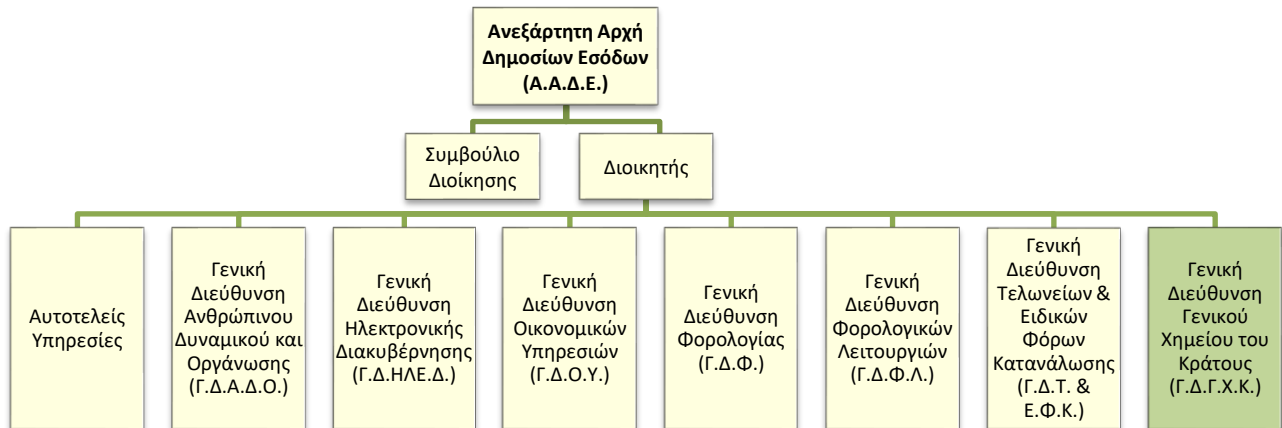 Ανεξάρτητη Αρχή
Δημοσίων Εσόδων
(Α.Α.Δ.Ε.)
Συμβούλιο
Διοίκησης
Διοικητής
Αυτοτελείς
Υπηρεσίες
Γενική
Διεύθυνση
Ανθρώπινου
Δυναμικού και
Οργάνωσης
(Γ.Δ.Α.Δ.Ο.)
Γενική
Διεύθυνση
Ηλεκτρονικής
Διακυβέρνησης
(Γ.Δ.ΗΛΕ.Δ.)
Γενική
Διεύθυνση
Οικονομικών
Υπηρεσιών
(Γ.Δ.Ο.Υ.)
Γενική
Διεύθυνση
Φορολογίας
(Γ.Δ.Φ.)
Γενική
Διεύθυνση
Φορολογικών
Λειτουργιών
(Γ.Δ.Φ.Λ.)
Γενική
Διεύθυνση
Τελωνείων &
Ειδικών
Φόρων
Κατανάλωσης
(Γ.Δ.Τ. &
Ε.Φ.Κ.)
Γενική
Διεύθυνση
Γενικού
Χημείου του
Κράτους
(Γ.Δ.Γ.Χ.Κ.)